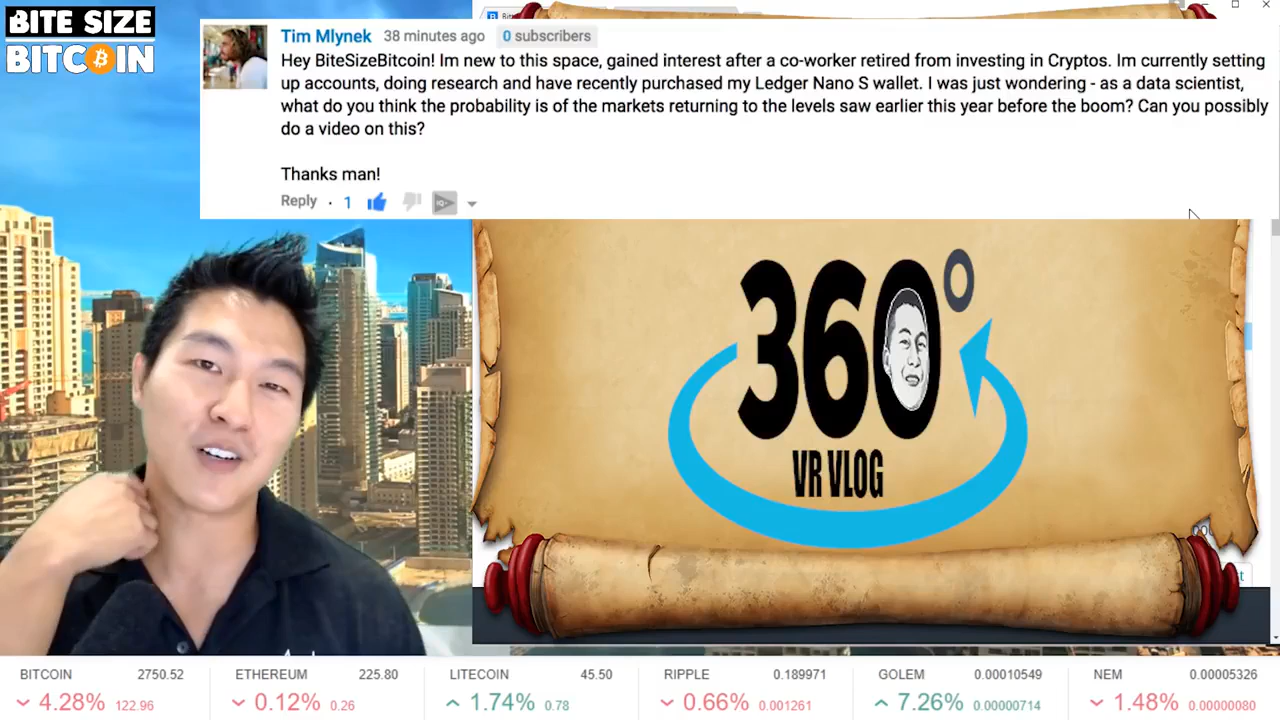 BITE SIZE
BITCOIN
Tim Mlynek 38 minutes ago 0 subscribers
Hey BiteSizeBitcoin! Im new to this space, gained interest after a co-worker retired from investing in Cryptos. Im currently setting
up accounts, doing research and have recently purchased my Ledger Nano S wallet. I was just wondering - as a data scientist,
what do you think the probability is of the markets returning to the levels saw earlier this year before the boom? Can you possibly
do a video on this?
Thanks man!
Reply · 1
360°
VR VLOG
BITCOIN 2750.52
4.28% 122.96
ETHEREUM 225.80
0.12% 0.26
LITECOIN 45.50
1.74% 0.78
RIPPLE 0.189971
0.66% 0.001261
GOLEM 0.00010549
7.26% 0.00000714
NEM 0.00005326
1.48% 0.00000080